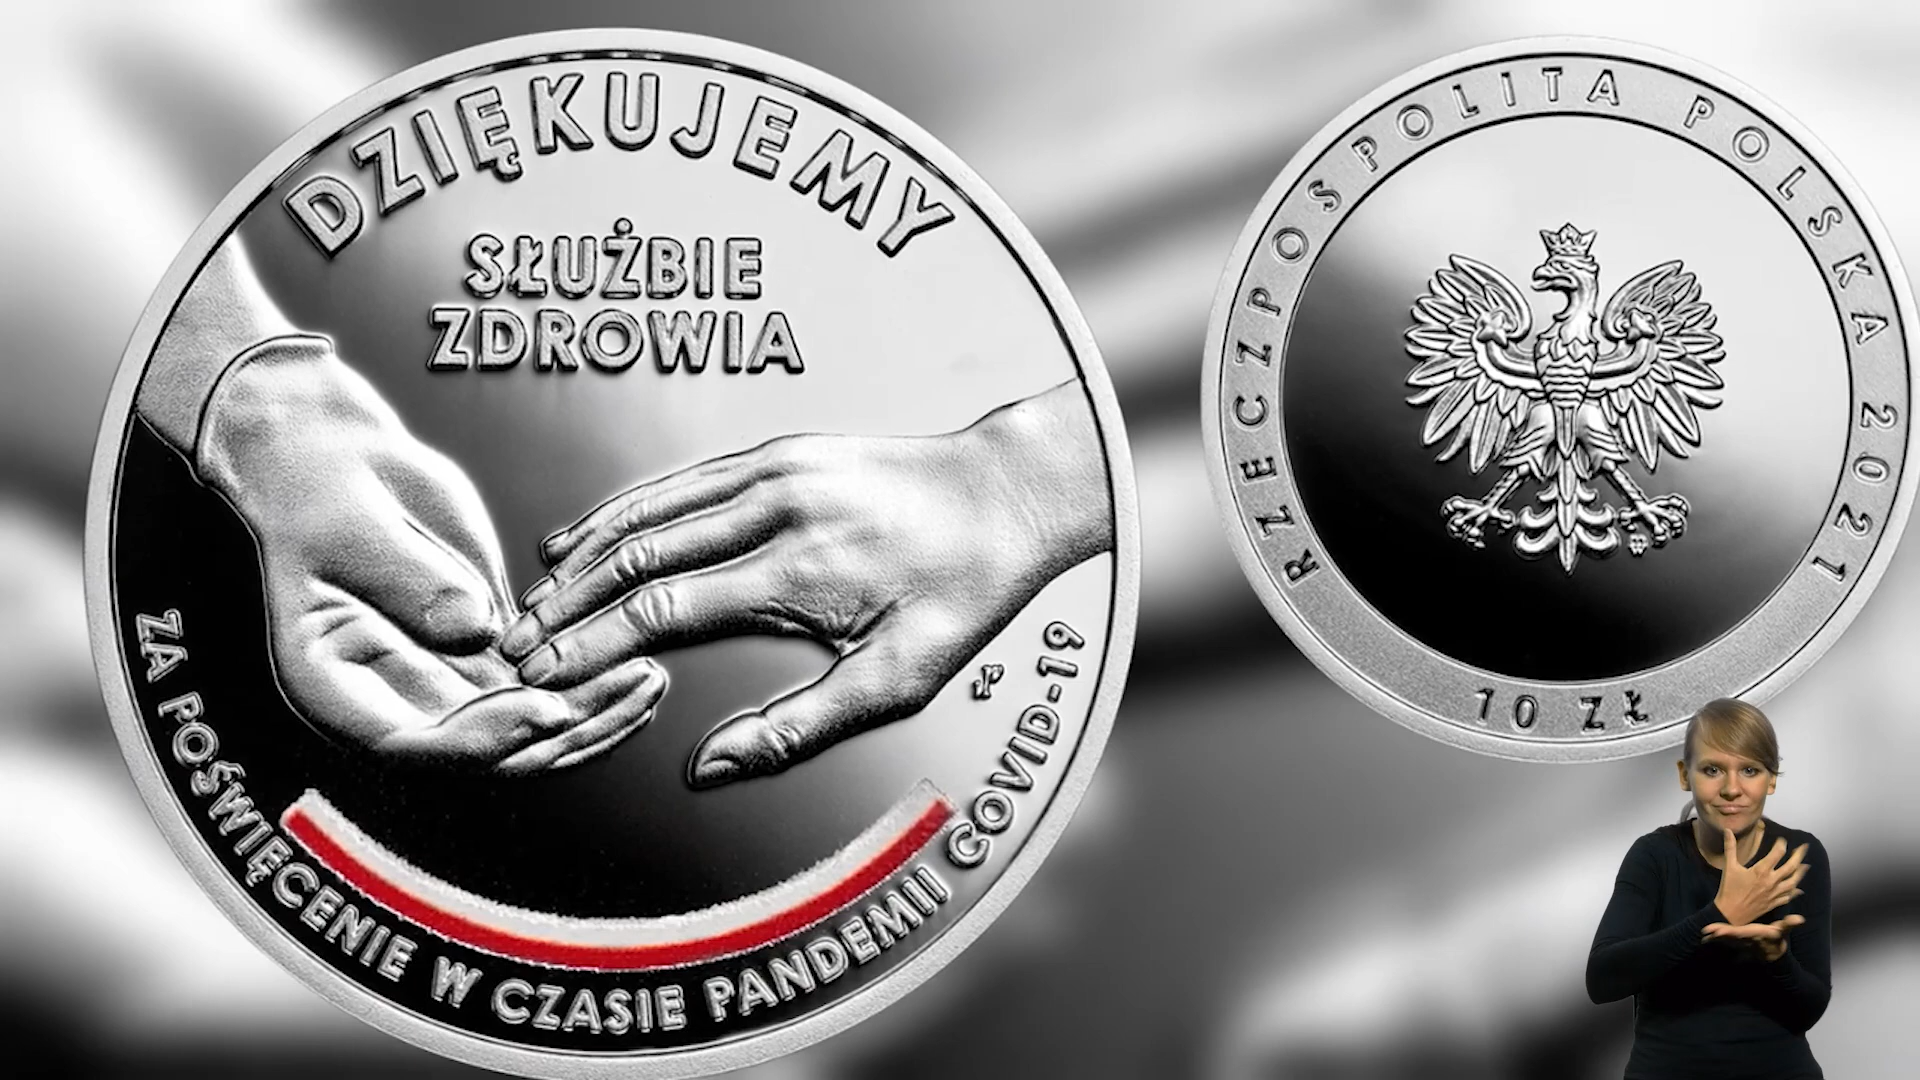 DZIĘKUJEMY
SŁUŻBIE
ZDROWIA
ZA POŚWIĘCENIE W CZASIE PANDEMII COVID-19
RZECZPOSPOLITA POLSKA 2021
10 ZŁ